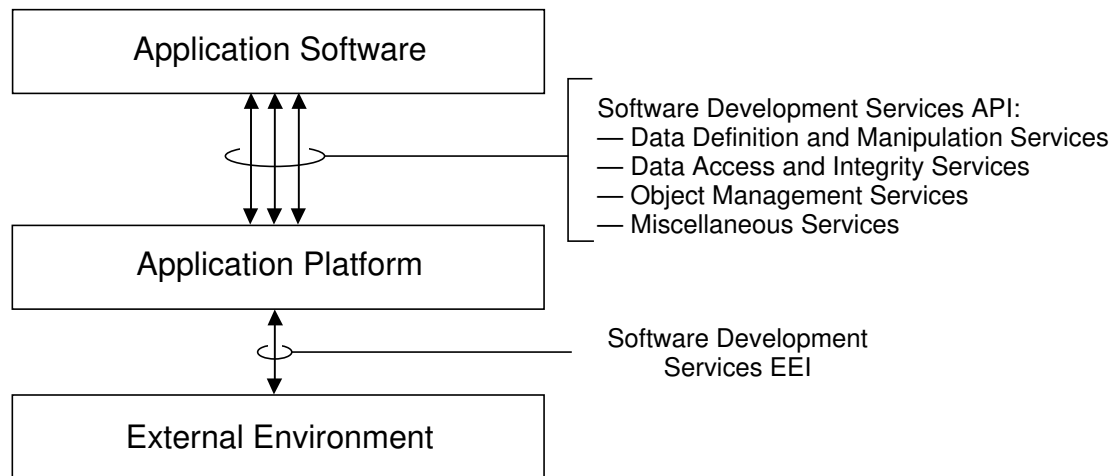 Application Software
Software Development Services API:
— Data Definition and Manipulation Services
— Data Access and Integrity Services
— Object Management Services
— Miscellaneous Services
Application Platform
Software Development
Services EEI
External Environment